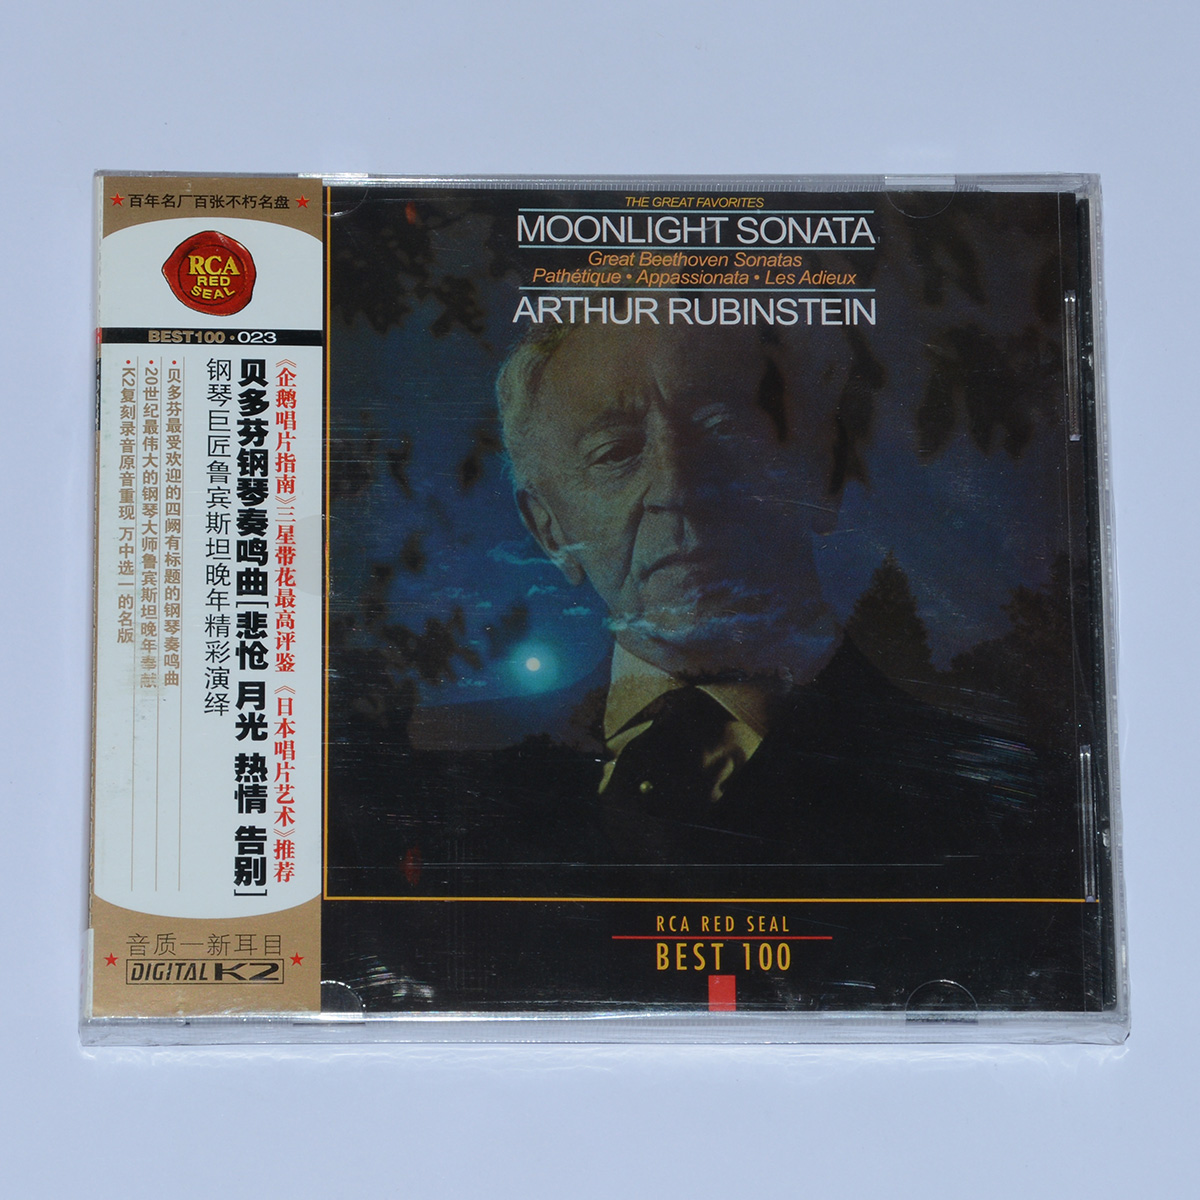 ★百年名厂百张不朽名盘★
RCA
RED
SEAL
BEST100·023
《企鹅唱片指南》三星带花最高评鉴 《日本唱片艺术》推荐
贝多芬钢琴奏鸣曲[悲怆 月光 热情 告别]
钢琴巨匠鲁宾斯坦晚年精彩演绎
·贝多芬最受欢迎的四阙有标题的钢琴奏鸣曲
·20世纪最伟大的钢琴大师鲁宾斯坦晚年奉献
·K2复刻录音原音重现 万中选一的名版
音质一新耳目
DIGITAL K2
THE GREAT FAVORITES
MOONLIGHT SONATA
Great Beethoven Sonatas
Pathétique • Appassionata • Les Adieux
ARTHUR RUBINSTEIN
RCA RED SEAL
BEST 100